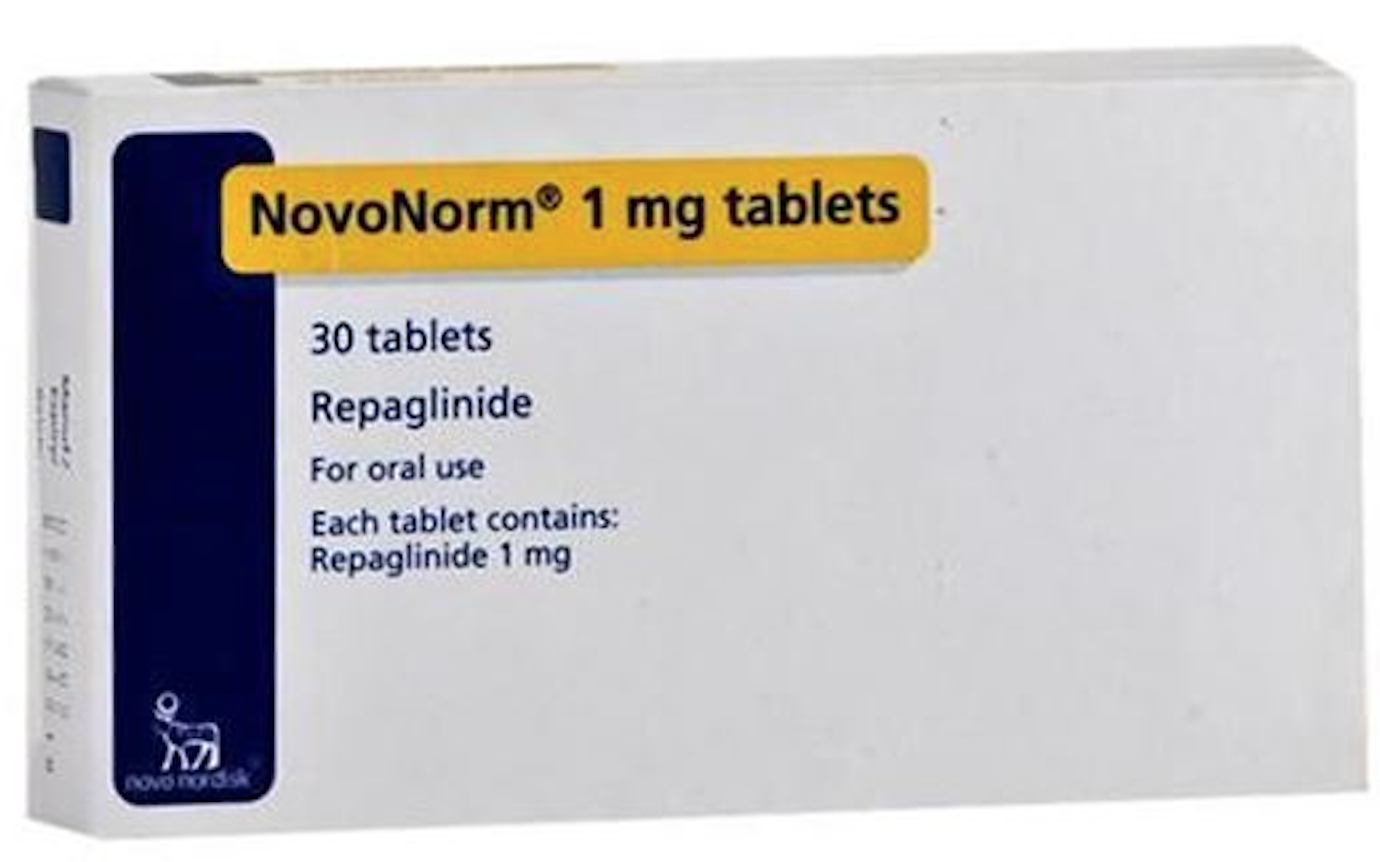 NovoNorm® 1 mg tablets
30 tablets
Repaglinide
For oral use
Each tablet contains:
Repaglinide 1 mg
novo nordisk